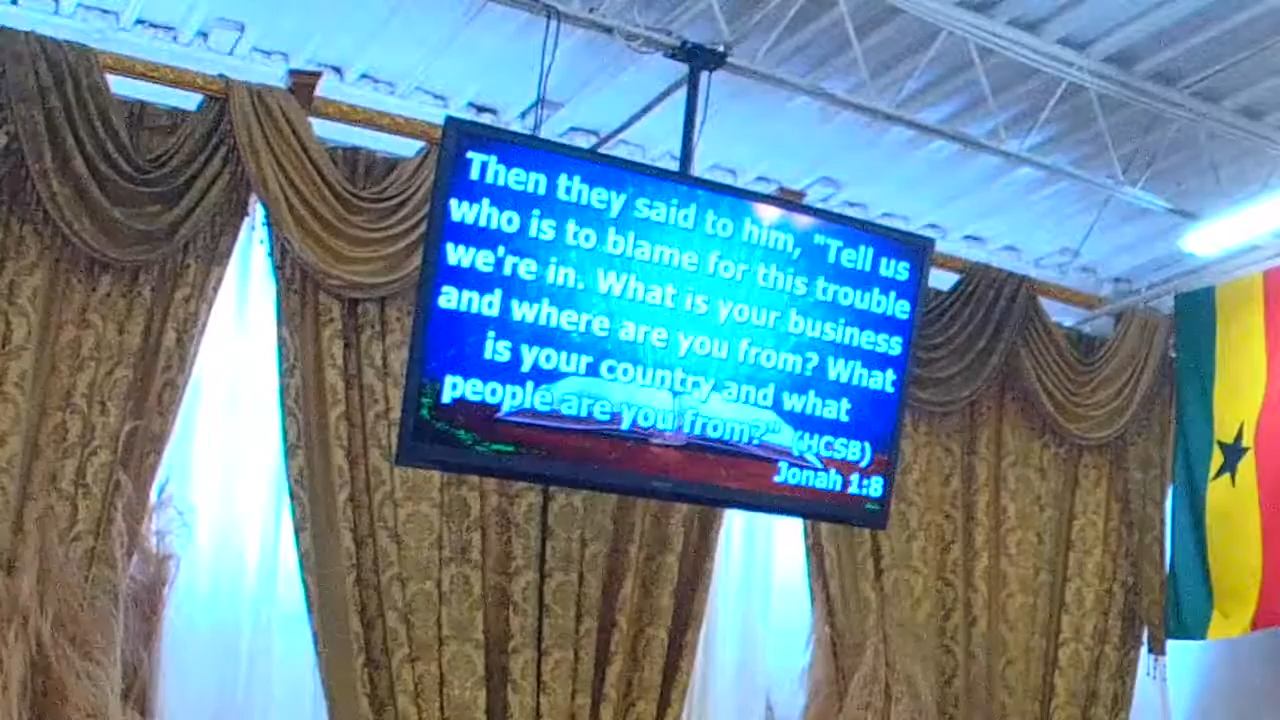 Then they said to him, "Tell us
who is to blame for this trouble
we're in. What is your business
and where are you from? What
is your country and what
people are you from?" (HCSB)
Jonah 1:8